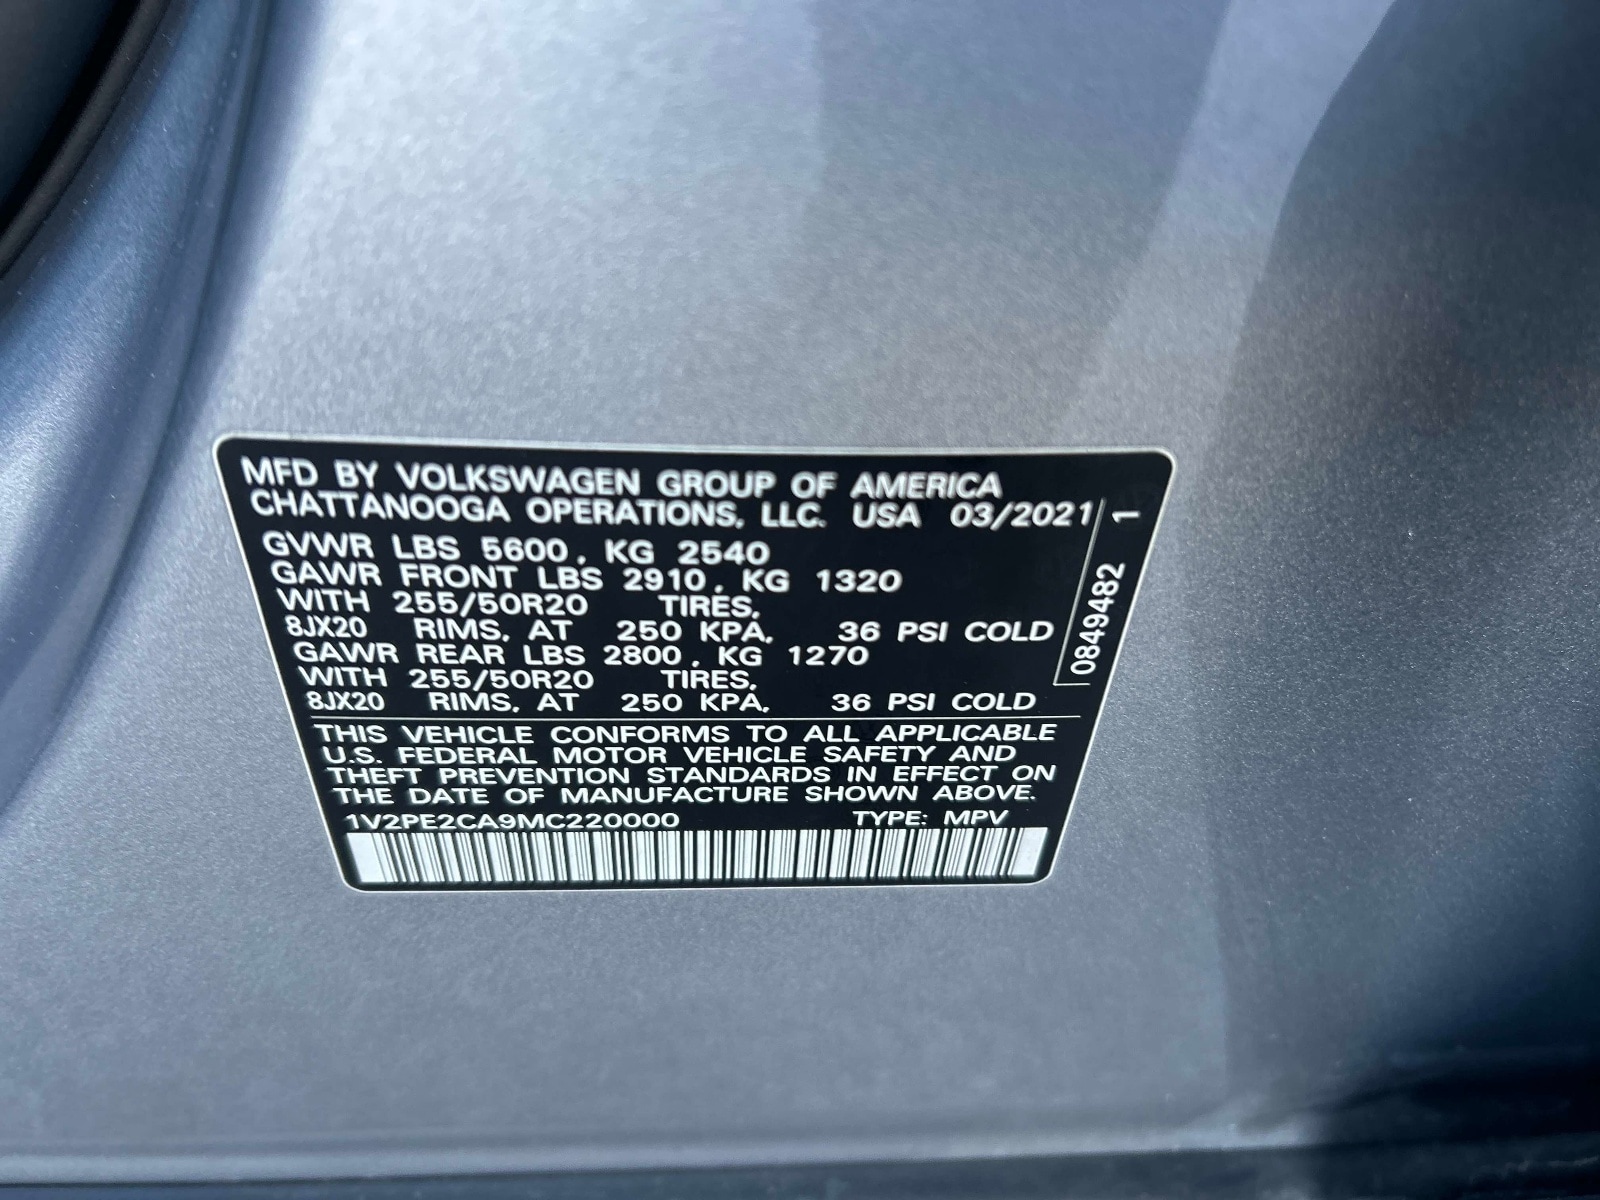 MFD BY VOLKSWAGEN GROUP OF AMERICA
CHATTANOOGA OPERATIONS, LLC. USA 03/2021
GVWR LBS 5600, KG 2540
GAWR FRONT LBS 2910, KG 1320
WITH 255/50R20 TIRES,
8JX20 RIMS, AT 250 KPA, 36 PSI COLD
GAWR REAR LBS 2800, KG 1270
WITH 255/50R20 TIRES,
8JX20 RIMS, AT 250 KPA, 36 PSI COLD
THIS VEHICLE CONFORMS TO ALL APPLICABLE
U.S. FEDERAL MOTOR VEHICLE SAFETY AND
THEFT PREVENTION STANDARDS IN EFFECT ON
THE DATE OF MANUFACTURE SHOWN ABOVE.
1V2PE2CA9MC220000 TYPE: MPV
0849482 1